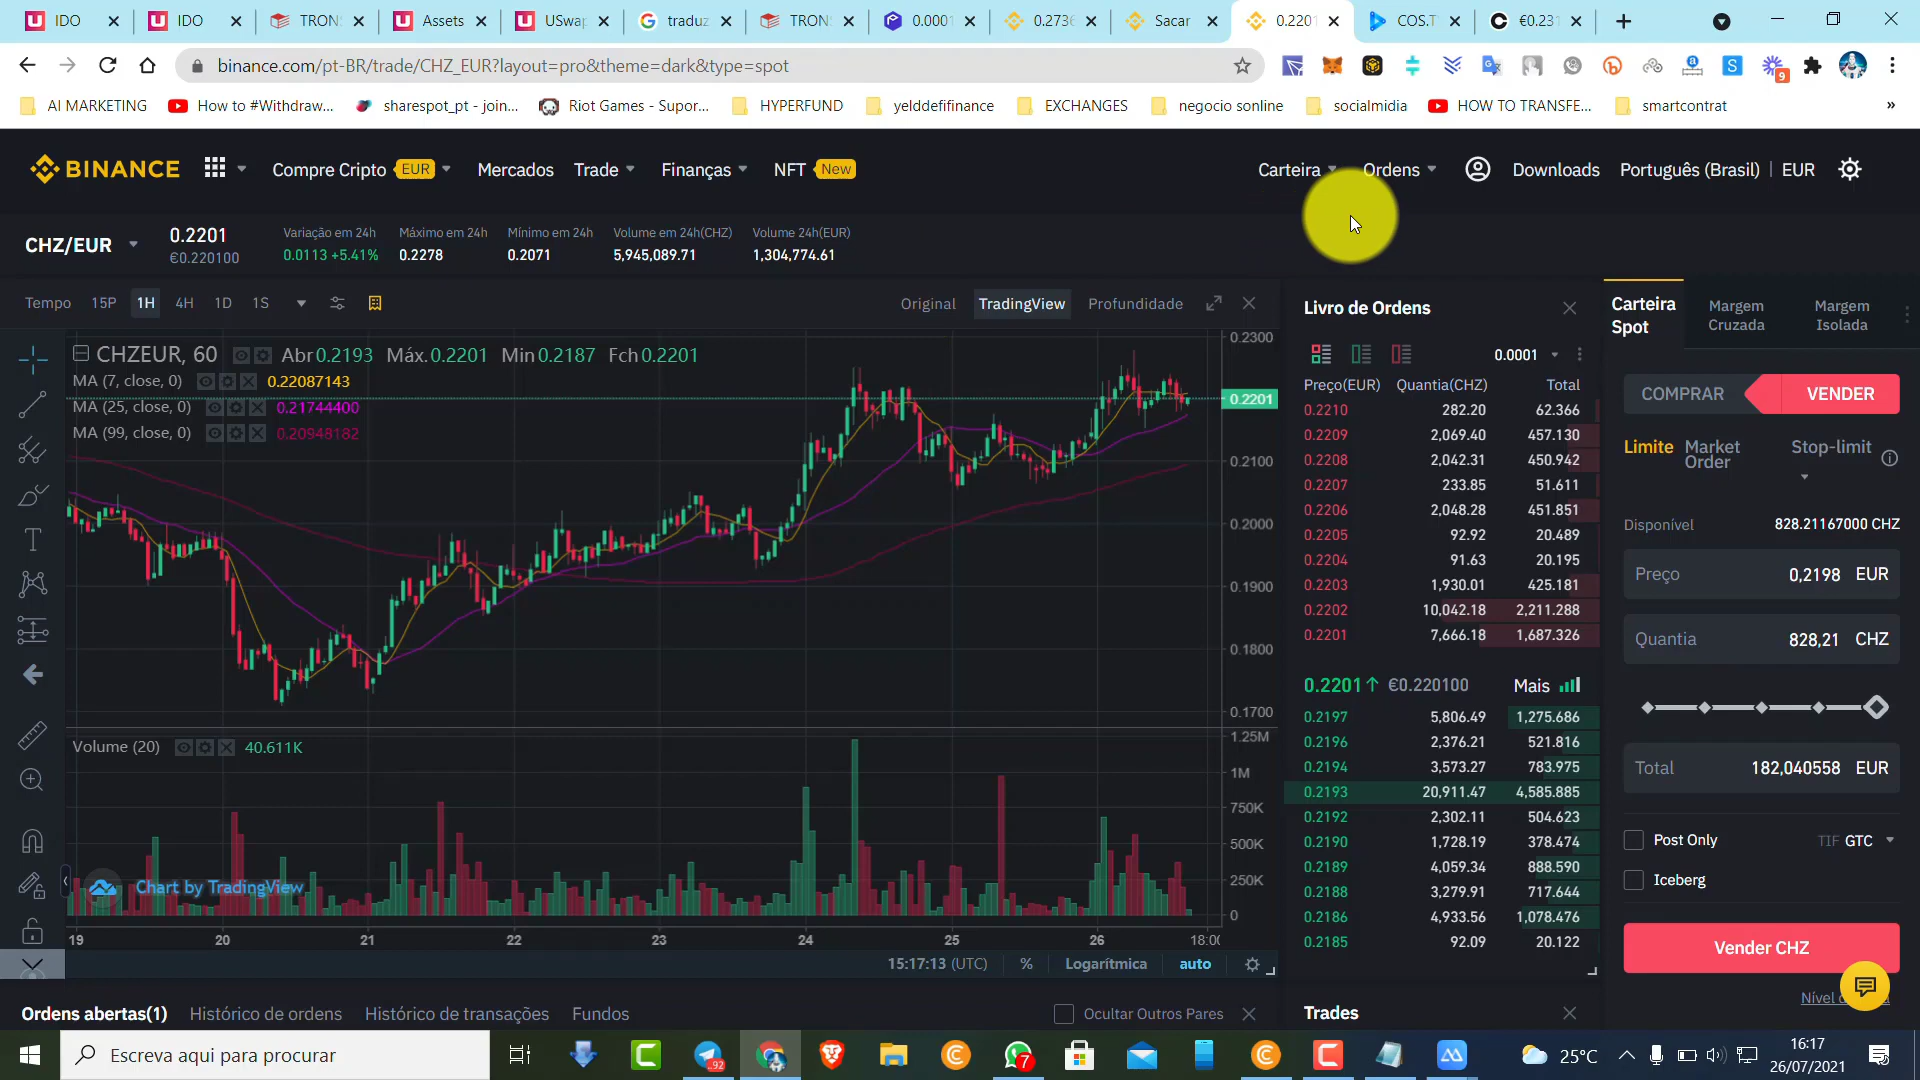 IDO
IDO
TRON
Assets
USwap
traduz
TRON
0.0001
0.2736
Sacar
0.2201
COS.T
€0.231
binance.com/pt-BR/trade/CHZ_EUR?layout=pro&theme=dark&type=spot
9
AI MARKETING
How to #Withdraw...
sharespot_pt - join...
Riot Games - Supor...
HYPERFUND
yelddefifinance
EXCHANGES
negocio sonline
socialmidia
HOW TO TRANSFE...
smartcontrat
»
BINANCE
Compre Cripto EUR
Mercados
Trade
Finanças
NFT New
Carteira
Ordens
Downloads
Português (Brasil) | EUR
CHZ/EUR
0.2201
€0.220100
Variação em 24h
0.0113 +5.41%
Máximo em 24h
0.2278
Mínimo em 24h
0.2071
Volume em 24h(CHZ)
5,945,089.71
Volume 24h(EUR)
1,304,774.61
Tempo 15P 1H 4H 1D 1S
Original TradingView Profundidade
CHZEUR, 60 Abr 0.2193 Máx. 0.2201 Min 0.2187 Fch 0.2201
MA (7, close, 0) 0.22087143
MA (25, close, 0) 0.21744400
MA (99, close, 0) 0.20948182
0.2300
0.2201
0.2100
0.2000
0.1900
0.1800
0.1700
Volume (20) 40.611K
1.25M
1M
750K
500K
250K
0
Chart by TradingView
19 20 21 22 23 24 25 26 18:00
15:17:13 (UTC) % Logarítmica auto
Livro de Ordens
0.0001
Preço(EUR) Quantia(CHZ) Total
0.2210 282.20 62.366
0.2209 2,069.40 457.130
0.2208 2,042.31 450.942
0.2207 233.85 51.611
0.2206 2,048.28 451.851
0.2205 92.92 20.489
0.2204 91.63 20.195
0.2203 1,930.01 425.181
0.2202 10,042.18 2,211.288
0.2201 7,666.18 1,687.326
0.2201↑ €0.220100 Mais
0.2197 5,806.49 1,275.686
0.2196 2,376.21 521.816
0.2194 3,573.27 783.975
0.2193 20,911.47 4,585.885
0.2192 2,302.11 504.623
0.2190 1,728.19 378.474
0.2189 4,059.34 888.590
0.2188 3,279.91 717.644
0.2186 4,933.56 1,078.476
0.2185 92.09 20.122
Carteira
Spot
Margem
Cruzada
Margem
Isolada
COMPRAR VENDER
Limite
Market
Order
Stop-limit
Disponível 828.21167000 CHZ
Preço 0,2198 EUR
Quantia 828,21 CHZ
Total 182,040558 EUR
Post Only TIF GTC
Iceberg
Vender CHZ
Nível d
Ordens abertas(1) Histórico de ordens Histórico de transações Fundos
Ocultar Outros Pares
Trades
Escreva aqui para procurar
92
7
25°C
16:17
26/07/2021